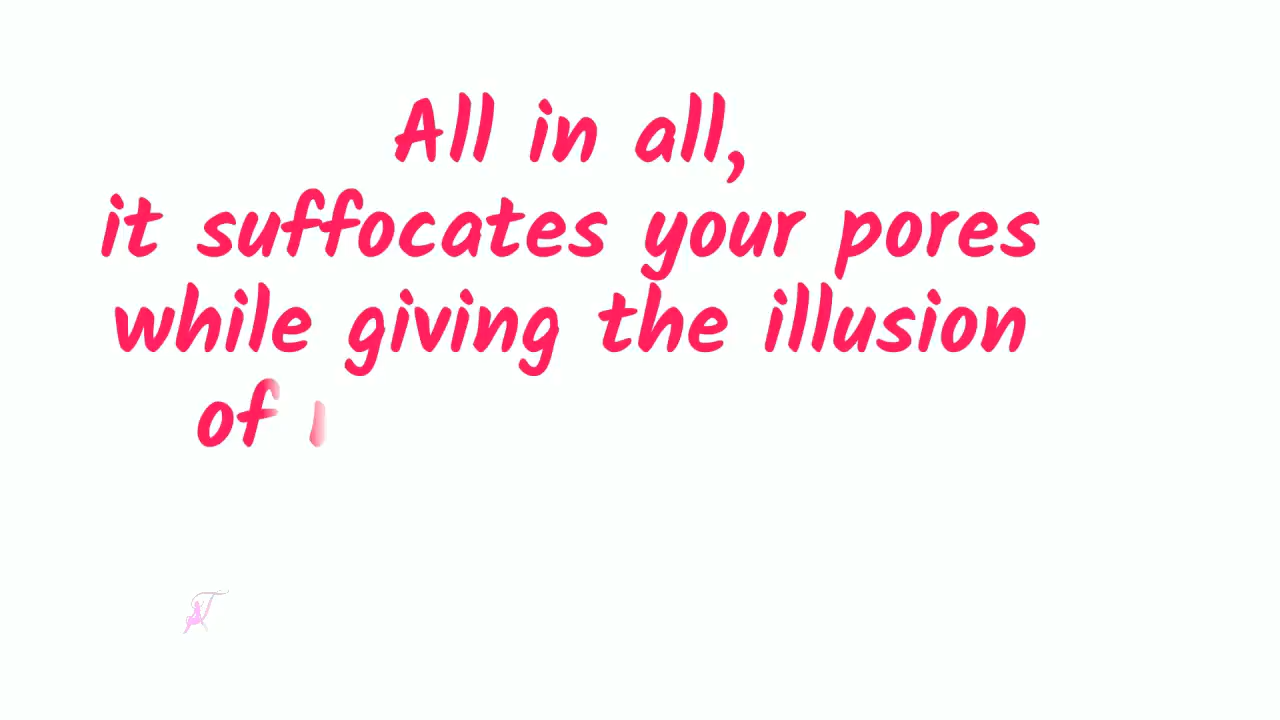 All in all,
it suffocates your pores
while giving the illusion
of